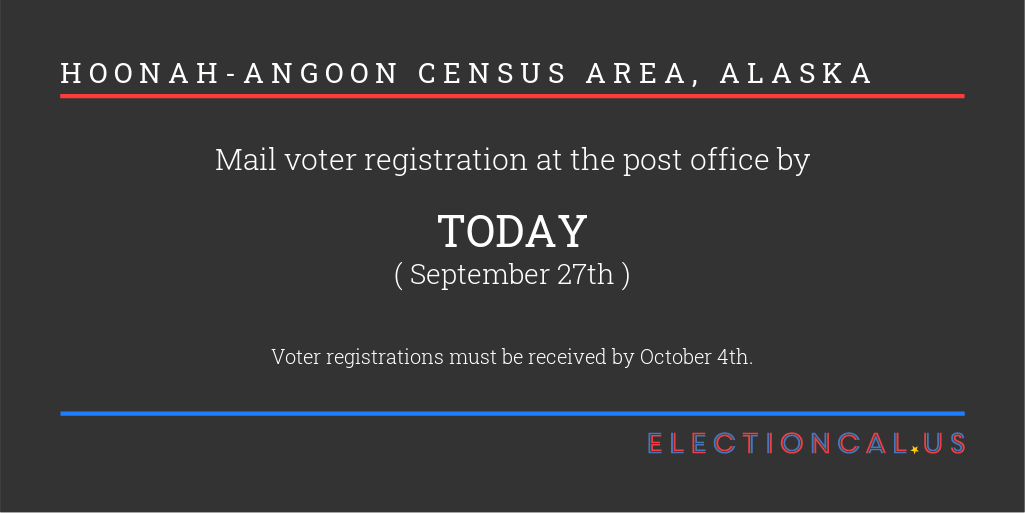 HOONAH-ANGOON CENSUS AREA, ALASKA
Mail voter registration at the post office by
TODAY
( September 27th )
Voter registrations must be received by October 4th.
ELECTIONCAL.US